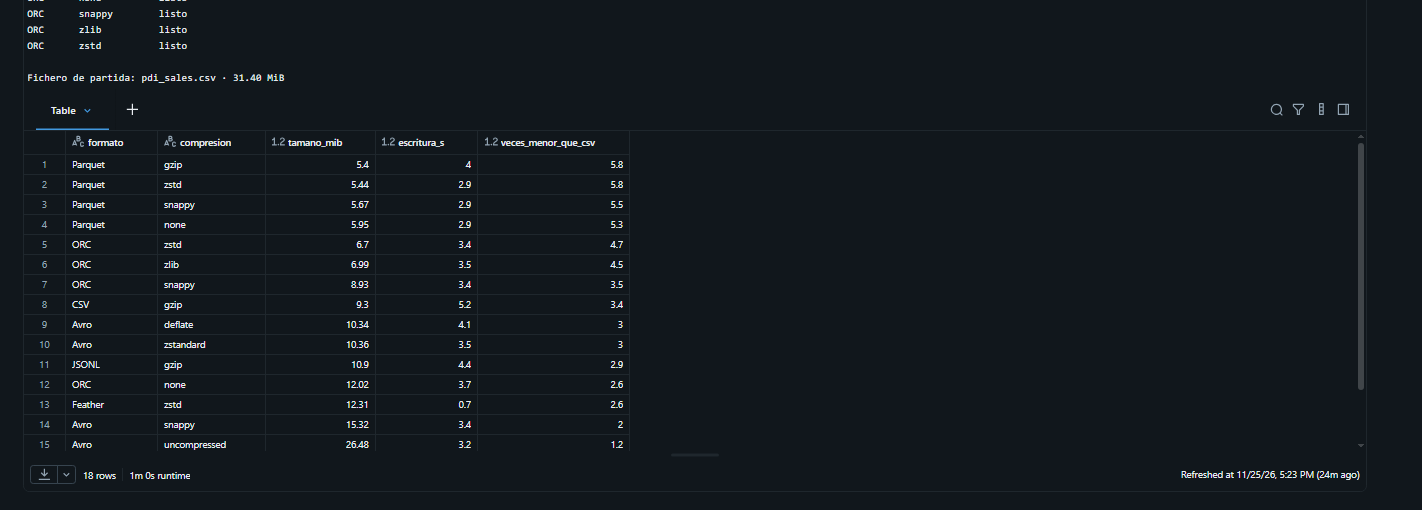 ORC snappy listo
ORC zlib listo
ORC zstd listo
Fichero de partida: pdi_sales.csv · 31.40 MiB
Table
formato compresion 1.2 tamano_mib 1.2 escritura_s 1.2 veces_menor_que_csv
1 Parquet gzip 5.4 4 5.8
2 Parquet zstd 5.44 2.9 5.8
3 Parquet snappy 5.67 2.9 5.5
4 Parquet none 5.95 2.9 5.3
5 ORC zstd 6.7 3.4 4.7
6 ORC zlib 6.99 3.5 4.5
7 ORC snappy 8.93 3.4 3.5
8 CSV gzip 9.3 5.2 3.4
9 Avro deflate 10.34 4.1 3
10 Avro zstandard 10.36 3.5 3
11 JSONL gzip 10.9 4.4 2.9
12 ORC none 12.02 3.7 2.6
13 Feather zstd 12.31 0.7 2.6
14 Avro snappy 15.32 3.4 2
15 Avro uncompressed 26.48 3.2 1.2
18 rows 1m 0s runtime Refreshed at 11/25/26, 5:23 PM (24m ago)